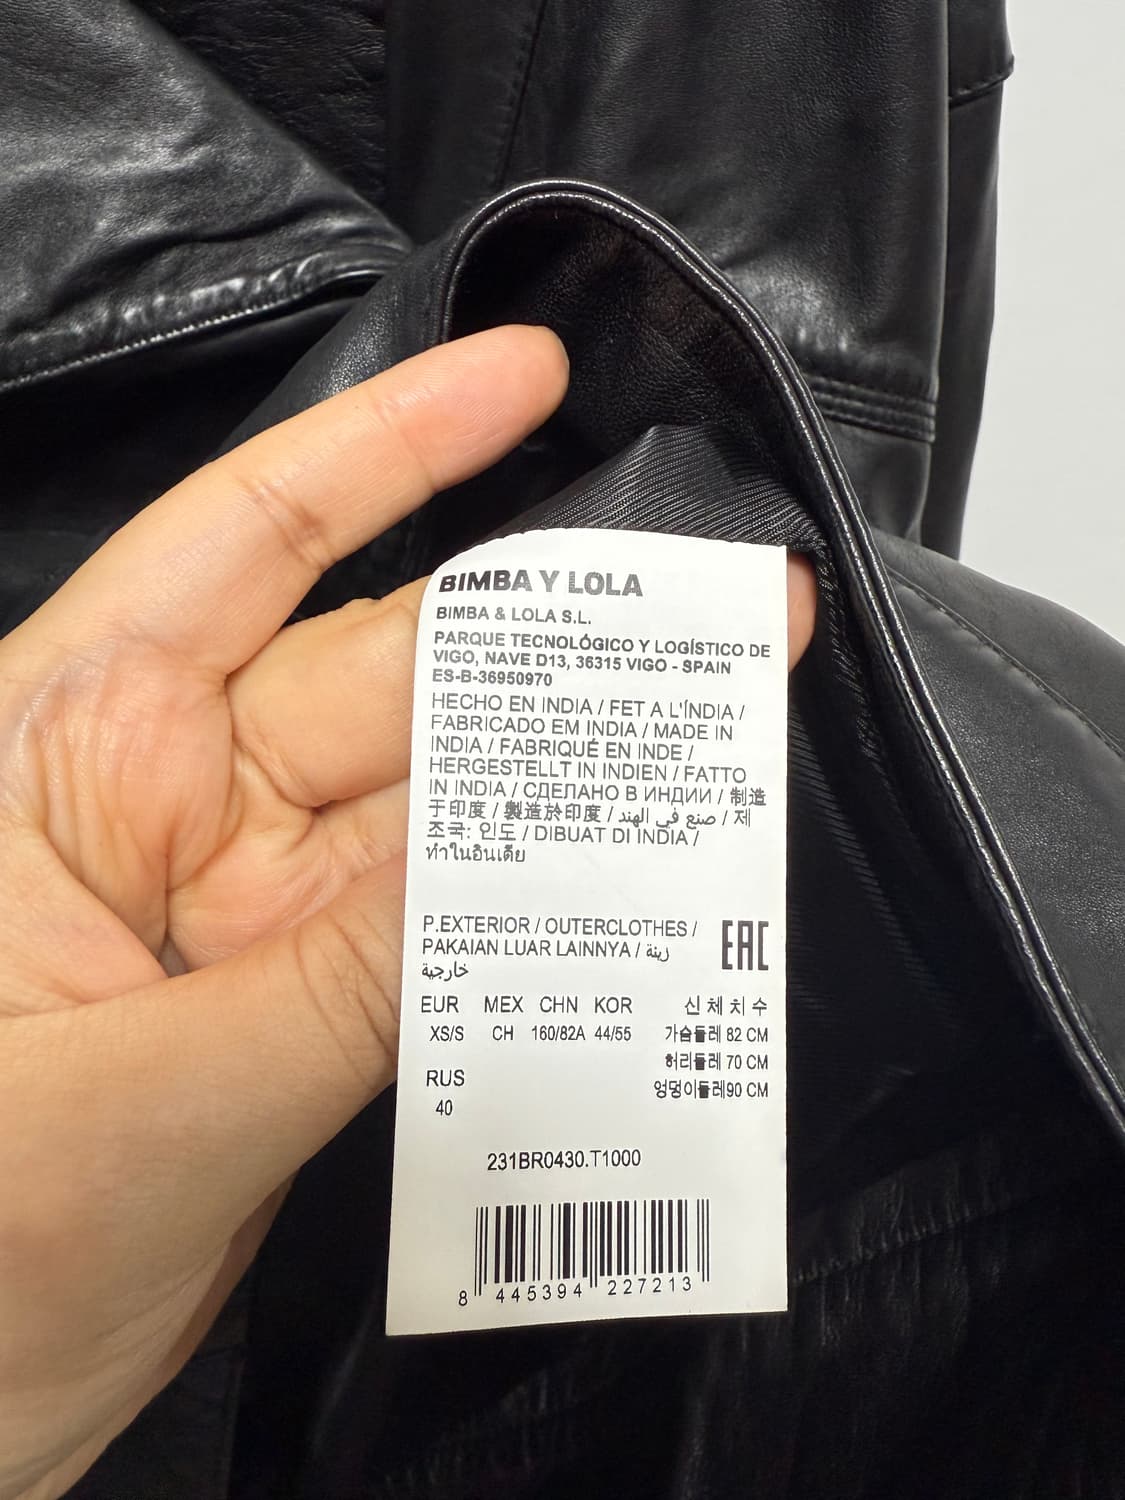 BIMBA Y LOLA
BIMBA & LOLA S.L.
PARQUE TECNOLÓGICO Y LOGÍSTICO DE
VIGO, NAVE D13, 36315 VIGO - SPAIN
ES-B-36950970
HECHO EN INDIA / FET A L'ÍNDIA /
FABRICADO EM INDIA / MADE IN
INDIA / FABRIQUÉ EN INDE /
HERGESTELLT IN INDIEN / FATTO
IN INDIA / СДЕЛАНО В ИНДИИ / 制造
于印度 / 製造於印度 / صنع في الهند / 제
조국: 인도 / DIBUAT DI INDIA /
ทำในอินเดีย
P.EXTERIOR / OUTERCLOTHES /
PAKAIAN LUAR LAINNYA / زينة
خارجية
EAC
EUR MEX CHN KOR 신체치수
XS/S CH 160/82A 44/55 가슴둘레 82 CM
허리둘레 70 CM
RUS
엉덩이둘레90 CM
40
231BR0430.T1000
8 445394 227213